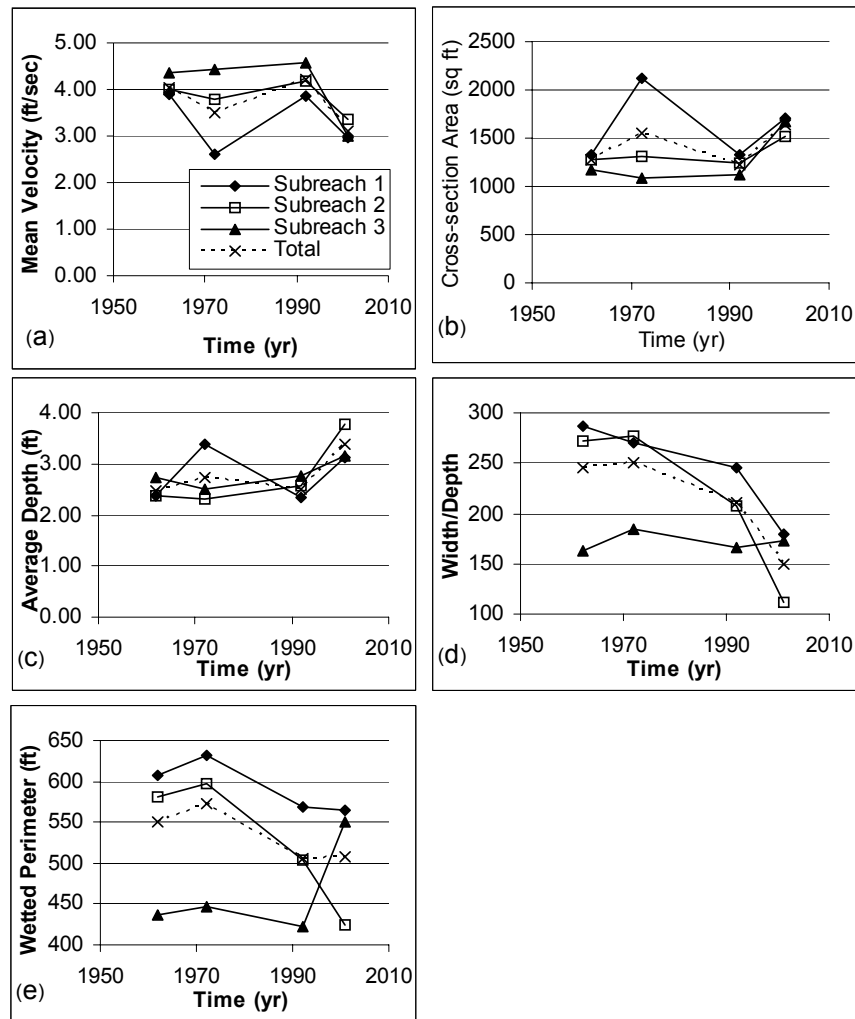 5.00
4.00
3.00
2.00
1.00
0.00
Mean Velocity (ft/sec)
Subreach 1
Subreach 2
Subreach 3
Total
1950 1970 1990 2010
Time (yr)
(a)
2500
2000
1500
1000
500
0
Cross-section Area (sq ft)
1950 1970 1990 2010
Time (yr)
(b)
4.00
3.00
2.00
1.00
0.00
Average Depth (ft)
1950 1970 1990 2010
Time (yr)
(c)
300
250
200
150
100
Width/Depth
1950 1970 1990 2010
Time (yr)
(d)
650
600
550
500
450
400
Wetted Perimeter (ft)
1950 1970 1990 2010
Time (yr)
(e)